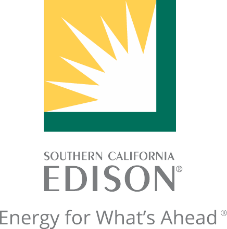 SOUTHERN CALIFORNIA
EDISON®
Energy for What's Ahead®